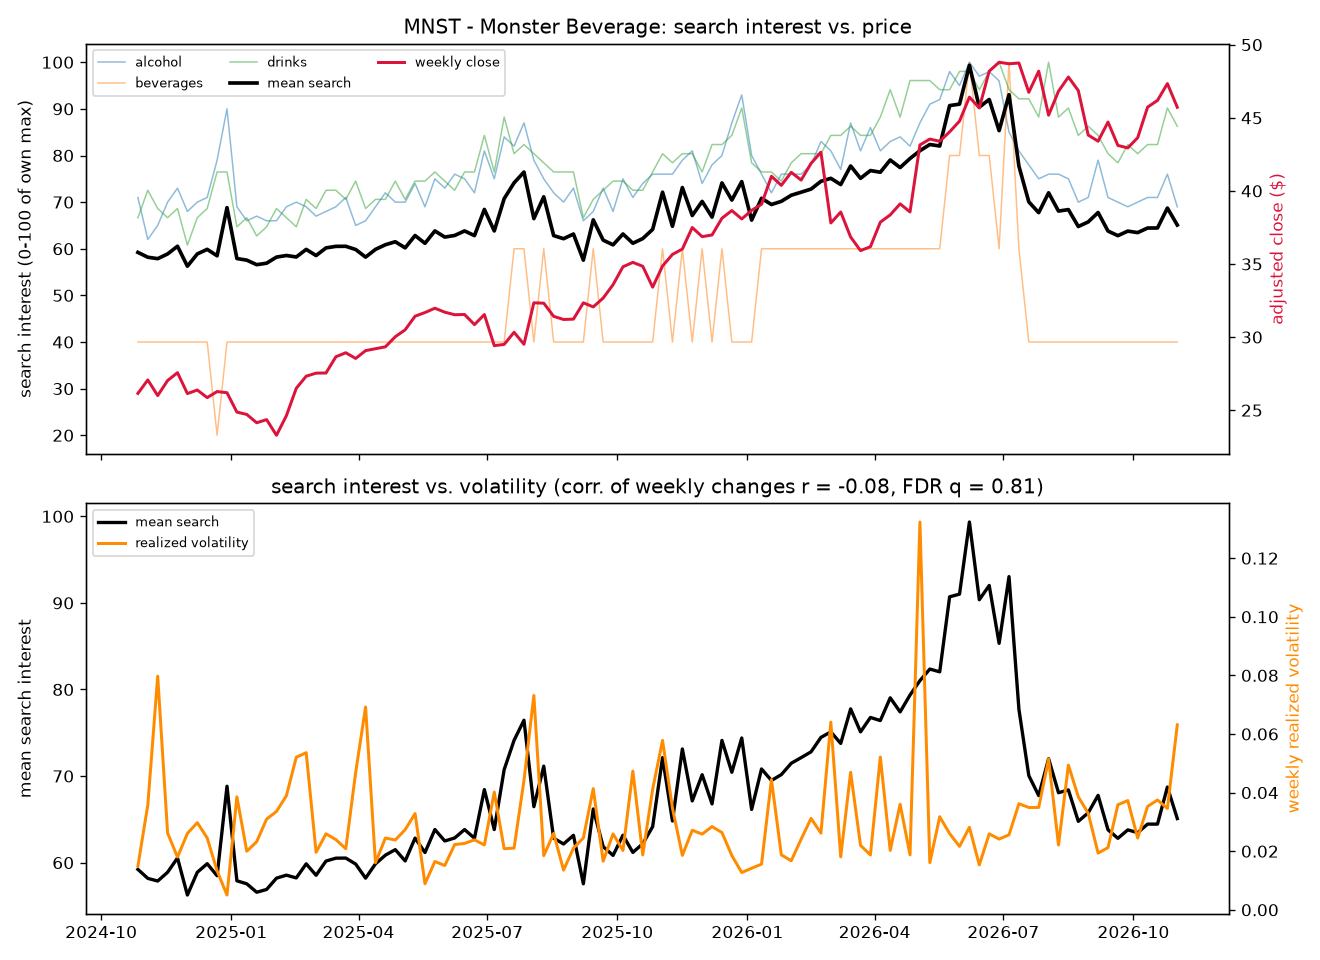 MNST - Monster Beverage: search interest vs. price
alcohol
beverages
drinks
mean search
weekly close
search interest (0-100 of own max)
100
90
80
70
60
50
40
30
20
adjusted close ($)
50
45
40
35
30
25
search interest vs. volatility (corr. of weekly changes r = -0.08, FDR q = 0.81)
mean search
realized volatility
mean search interest
100
90
80
70
60
weekly realized volatility
0.12
0.10
0.08
0.06
0.04
0.02
0.00
2024-10 2025-01 2025-04 2025-07 2025-10 2026-01 2026-04 2026-07 2026-10